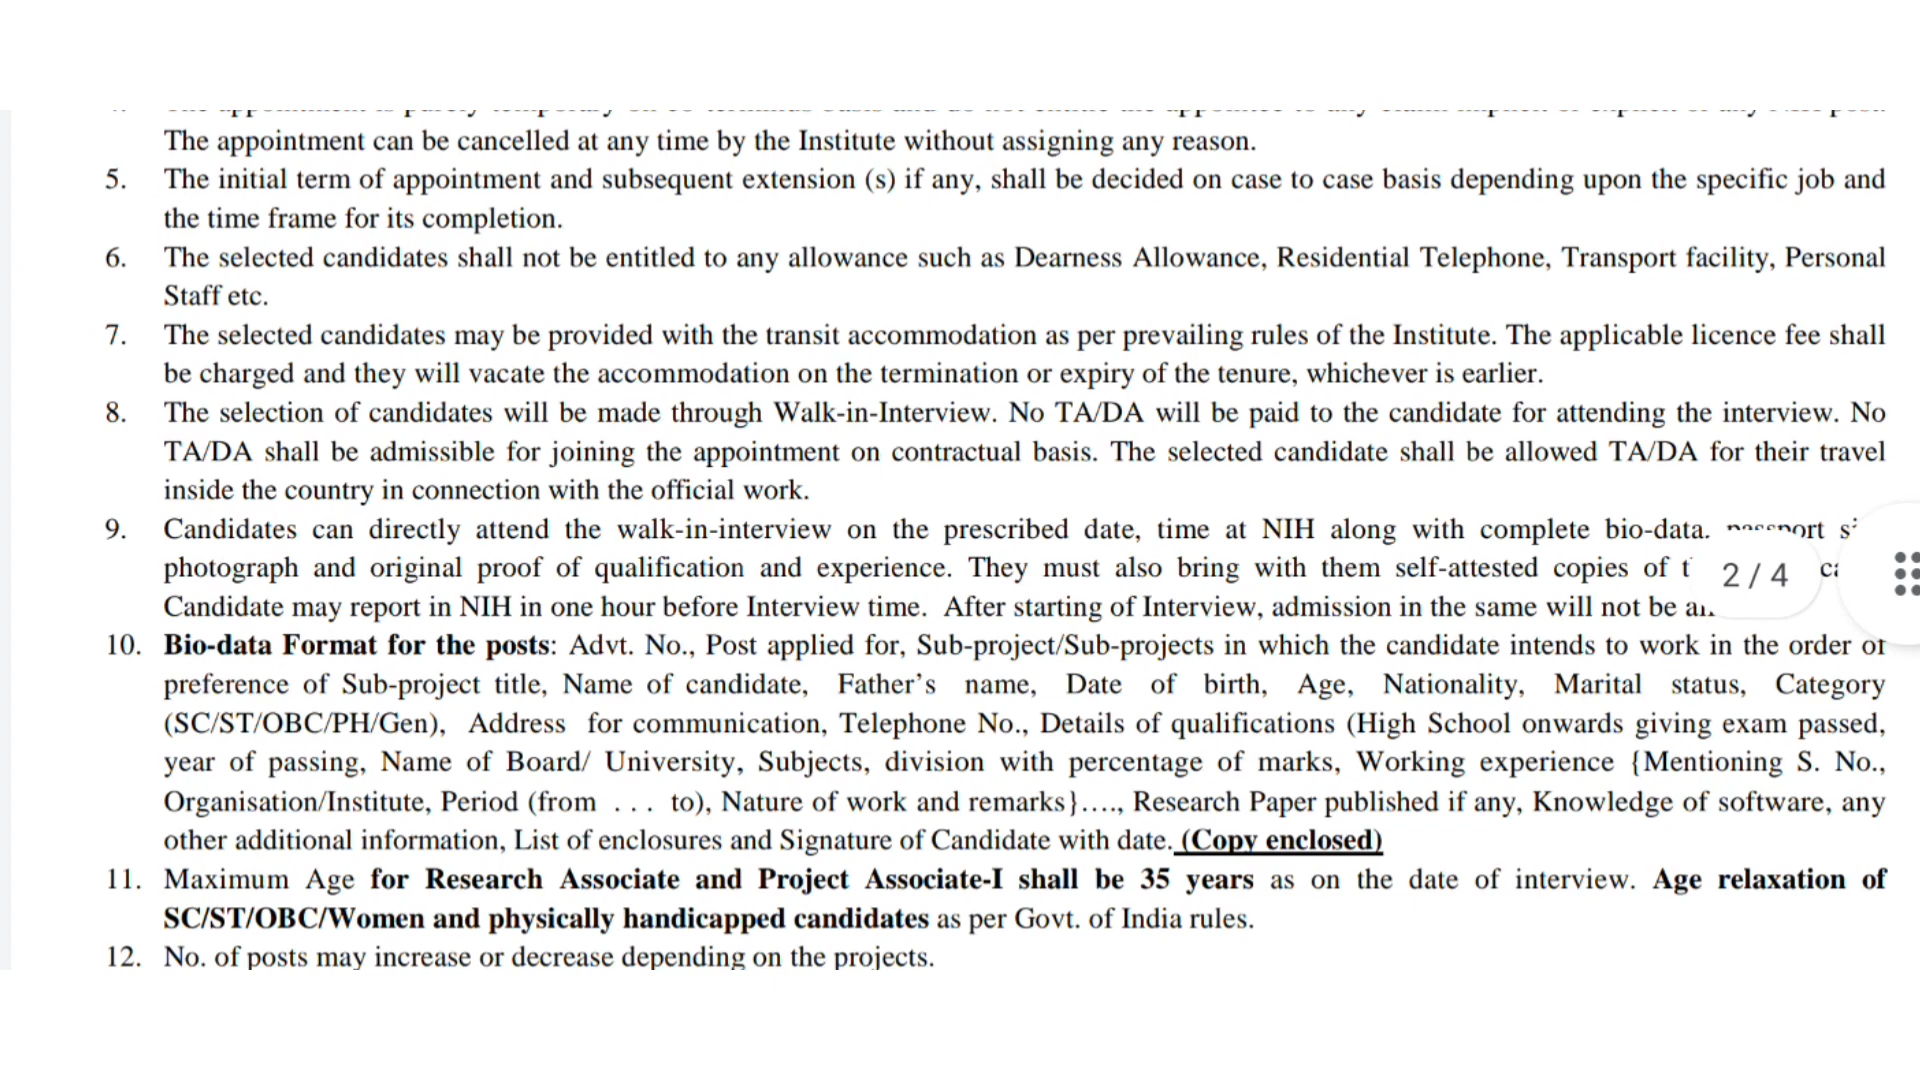 The appointment can be cancelled at any time by the Institute without assigning any reason.
5. The initial term of appointment and subsequent extension (s) if any, shall be decided on case to case basis depending upon the specific job and
the time frame for its completion.
6. The selected candidates shall not be entitled to any allowance such as Dearness Allowance, Residential Telephone, Transport facility, Personal
Staff etc.
7. The selected candidates may be provided with the transit accommodation as per prevailing rules of the Institute. The applicable licence fee shall
be charged and they will vacate the accommodation on the termination or expiry of the tenure, whichever is earlier.
8. The selection of candidates will be made through Walk-in-Interview. No TA/DA will be paid to the candidate for attending the interview. No
TA/DA shall be admissible for joining the appointment on contractual basis. The selected candidate shall be allowed TA/DA for their travel
inside the country in connection with the official work.
9. Candidates can directly attend the walk-in-interview on the prescribed date, time at NIH along with complete bio-data.
photograph and original proof of qualification and experience. They must also bring with them self-attested copies of
2 / 4
Candidate may report in NIH in one hour before Interview time. After starting of Interview, admission in the same will not be
10. Bio-data Format for the posts: Advt. No., Post applied for, Sub-project/Sub-projects in which the candidate intends to work in the order of
preference of Sub-project title, Name of candidate, Father's name, Date of birth, Age, Nationality, Marital status, Category
(SC/ST/OBC/PH/Gen), Address for communication, Telephone No., Details of qualifications (High School onwards giving exam passed,
year of passing, Name of Board/ University, Subjects, division with percentage of marks, Working experience {Mentioning S. No.,
Organisation/Institute, Period (from . . . to), Nature of work and remarks}...., Research Paper published if any, Knowledge of software, any
other additional information, List of enclosures and Signature of Candidate with date. (Copy enclosed)
11. Maximum Age for Research Associate and Project Associate-I shall be 35 years as on the date of interview. Age relaxation of
SC/ST/OBC/Women and physically handicapped candidates as per Govt. of India rules.
12. No. of posts may increase or decrease depending on the projects.